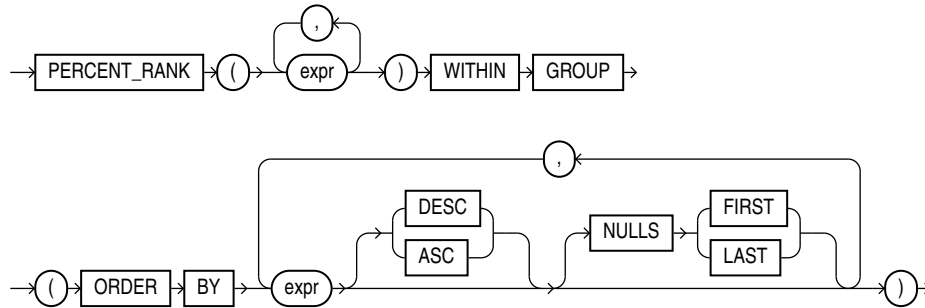 ,
PERCENT_RANK ( expr ) WITHIN GROUP
,
DESC FIRST
NULLS
ASC LAST
( ORDER BY expr )